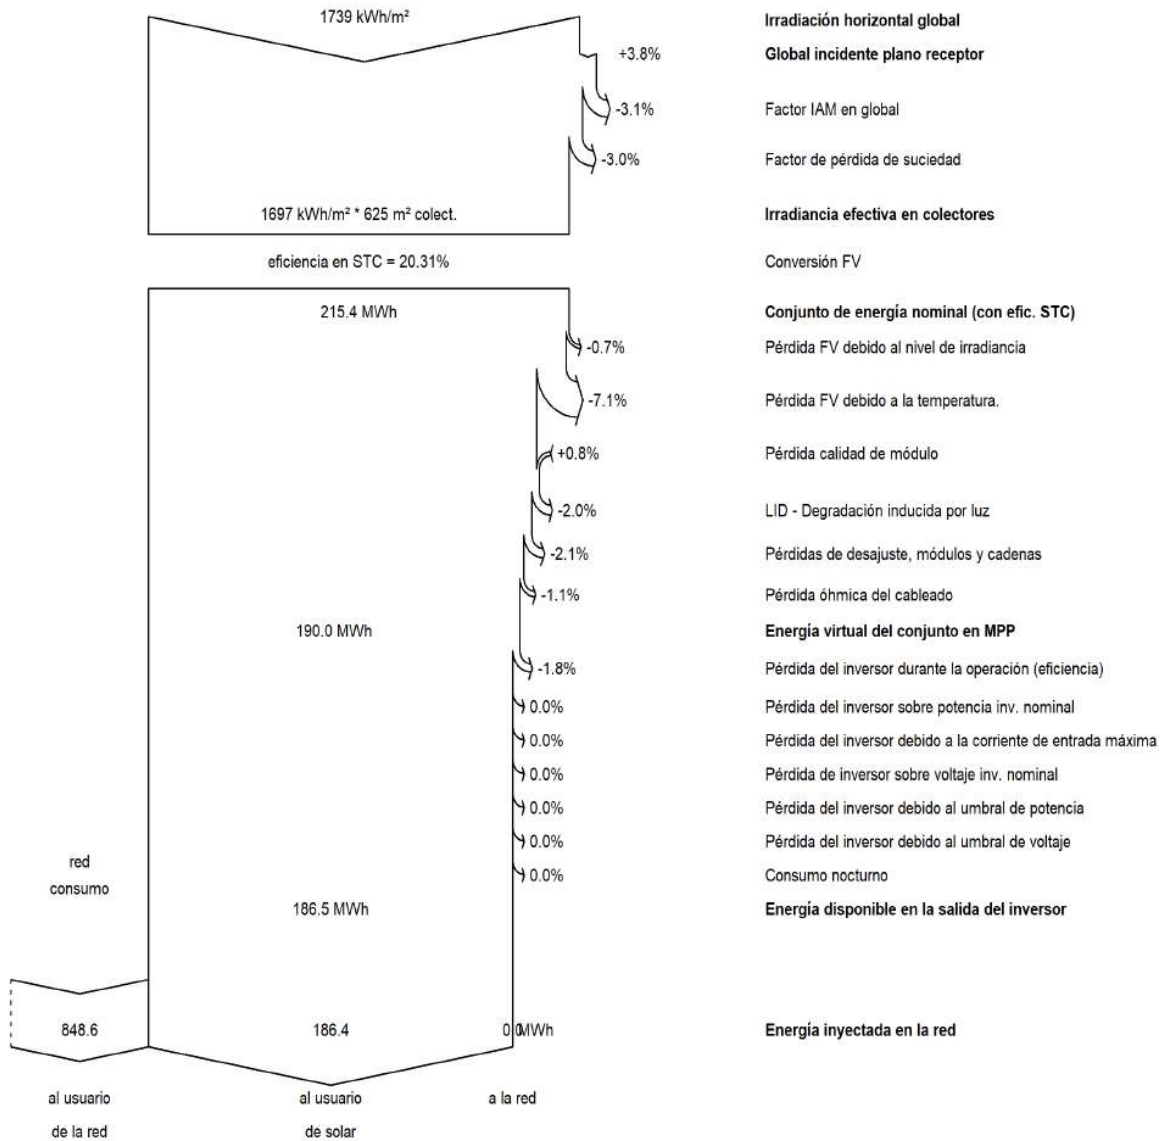 1739 kWh/m² Irradiación horizontal global
+3.8% Global incidente plano receptor
-3.1% Factor IAM en global
-3.0% Factor de pérdida de suciedad
1697 kWh/m² * 625 m² colect. Irradiancia efectiva en colectores
eficiencia en STC = 20.31% Conversión FV
215.4 MWh Conjunto de energía nominal (con efic. STC)
-0.7% Pérdida FV debido al nivel de irradiancia
-7.1% Pérdida FV debido a la temperatura.
+0.8% Pérdida calidad de módulo
-2.0% LID - Degradación inducida por luz
-2.1% Pérdidas de desajuste, módulos y cadenas
-1.1% Pérdida óhmica del cableado
190.0 MWh Energía virtual del conjunto en MPP
-1.8% Pérdida del inversor durante la operación (eficiencia)
0.0% Pérdida del inversor sobre potencia inv. nominal
0.0% Pérdida del inversor debido a la corriente de entrada máxima
0.0% Pérdida de inversor sobre voltaje inv. nominal
0.0% Pérdida del inversor debido al umbral de potencia
0.0% Pérdida del inversor debido al umbral de voltaje
red
0.0% Consumo nocturno
consumo
186.5 MWh Energía disponible en la salida del inversor
848.6 186.4 0.0MWh Energía inyectada en la red
al usuario al usuario a la red
de la red de solar